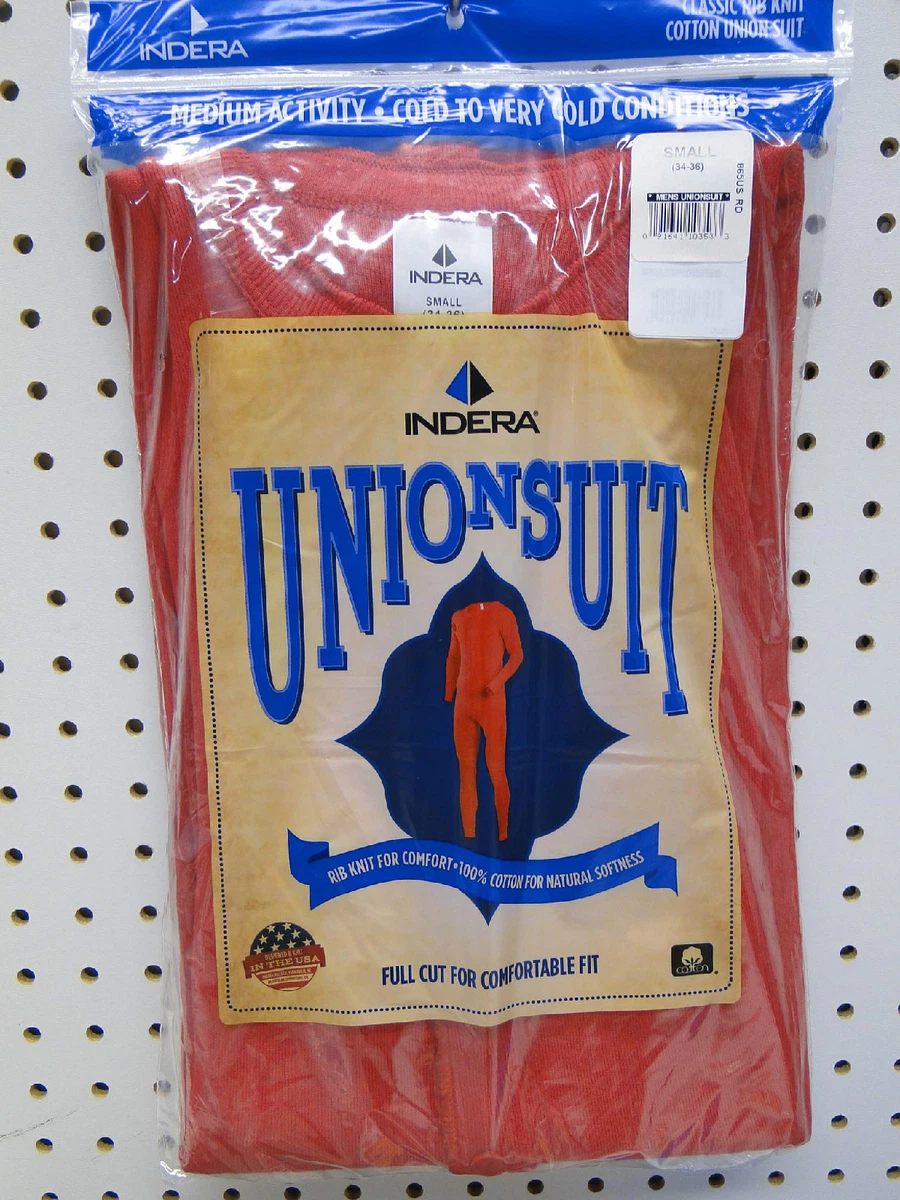 INDERA
CLASSIC RIB KNIT
COTTON UNION SUIT
MEDIUM ACTIVITY • COLD TO VERY COLD CONDITIONS
SMALL
(34-36)
865US RD
• MENS UNIONSUIT •
INDERA
SMALL
(34-36)
INDERA®
UNIONSUIT
RIB KNIT FOR COMFORT • 100% COTTON FOR NATURAL SOFTNESS
IN THE USA
FULL CUT FOR COMFORTABLE FIT
cotton